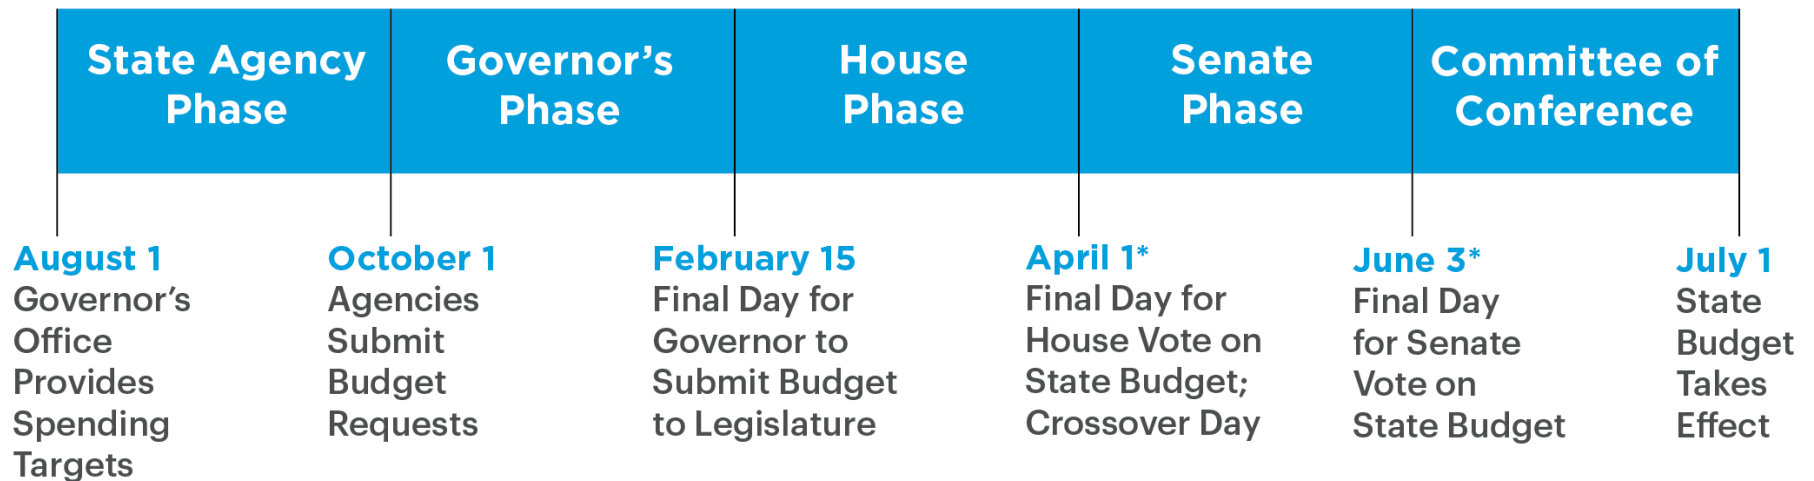 State Agency
Phase
Governor’s
Phase
House
Phase
Senate
Phase
Committee of
Conference
August 1
Governor’s
Office
Provides
Spending
Targets
October 1
Agencies
Submit
Budget
Requests
February 15
Final Day for
Governor to
Submit Budget
to Legislature
April 1*
Final Day for
House Vote on
State Budget;
Crossover Day
June 3*
Final Day
for Senate
Vote on
State Budget
July 1
State
Budget
Takes
Effect